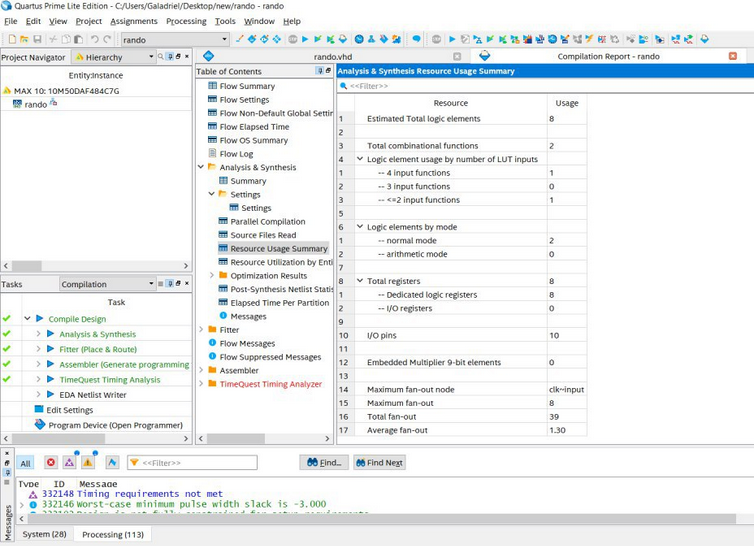 Quartus Prime Lite Edition - C:/Users/Galadriel/Desktop/new/rando - rando
File Edit View Project Assignments Processing Tools Window Help
rando
Project Navigator Hierarchy
Entity:Instance
MAX 10: 10M50DAF484C7G
rando
Tasks Compilation
Task
Compile Design
Analysis & Synthesis
Fitter (Place & Route)
Assembler (Generate programming
TimeQuest Timing Analysis
EDA Netlist Writer
Edit Settings
Program Device (Open Programmer)
rando.vhd
Compilation Report - rando
Table of Contents
Flow Summary
Flow Settings
Flow Non-Default Global Settin
Flow Elapsed Time
Flow OS Summary
Flow Log
Analysis & Synthesis
Summary
Settings
Settings
Parallel Compilation
Source Files Read
Resource Usage Summary
Resource Utilization by Enti
Optimization Results
Post-Synthesis Netlist Statis
Elapsed Time Per Partition
Messages
Fitter
Flow Messages
Flow Suppressed Messages
Assembler
TimeQuest Timing Analyzer
Analysis & Synthesis Resource Usage Summary
<<Filter>>
Resource Usage
1 Estimated Total logic elements 8
2
3 Total combinational functions 2
4 Logic element usage by number of LUT inputs
1 -- 4 input functions 1
2 -- 3 input functions 0
3 -- <=2 input functions 1
5
6 Logic elements by mode
1 -- normal mode 2
2 -- arithmetic mode 0
7
8 Total registers 8
1 -- Dedicated logic registers 8
2 -- I/O registers 0
9
10 I/O pins 10
11
12 Embedded Multiplier 9-bit elements 0
13
14 Maximum fan-out node clk~input
15 Maximum fan-out 8
16 Total fan-out 39
17 Average fan-out 1.30
All <<Filter>> Find... Find Next
Type ID Message
332148 Timing requirements not met
332146 Worst-case minimum pulse width slack is -3.000
Messages
System (28) Processing (113)